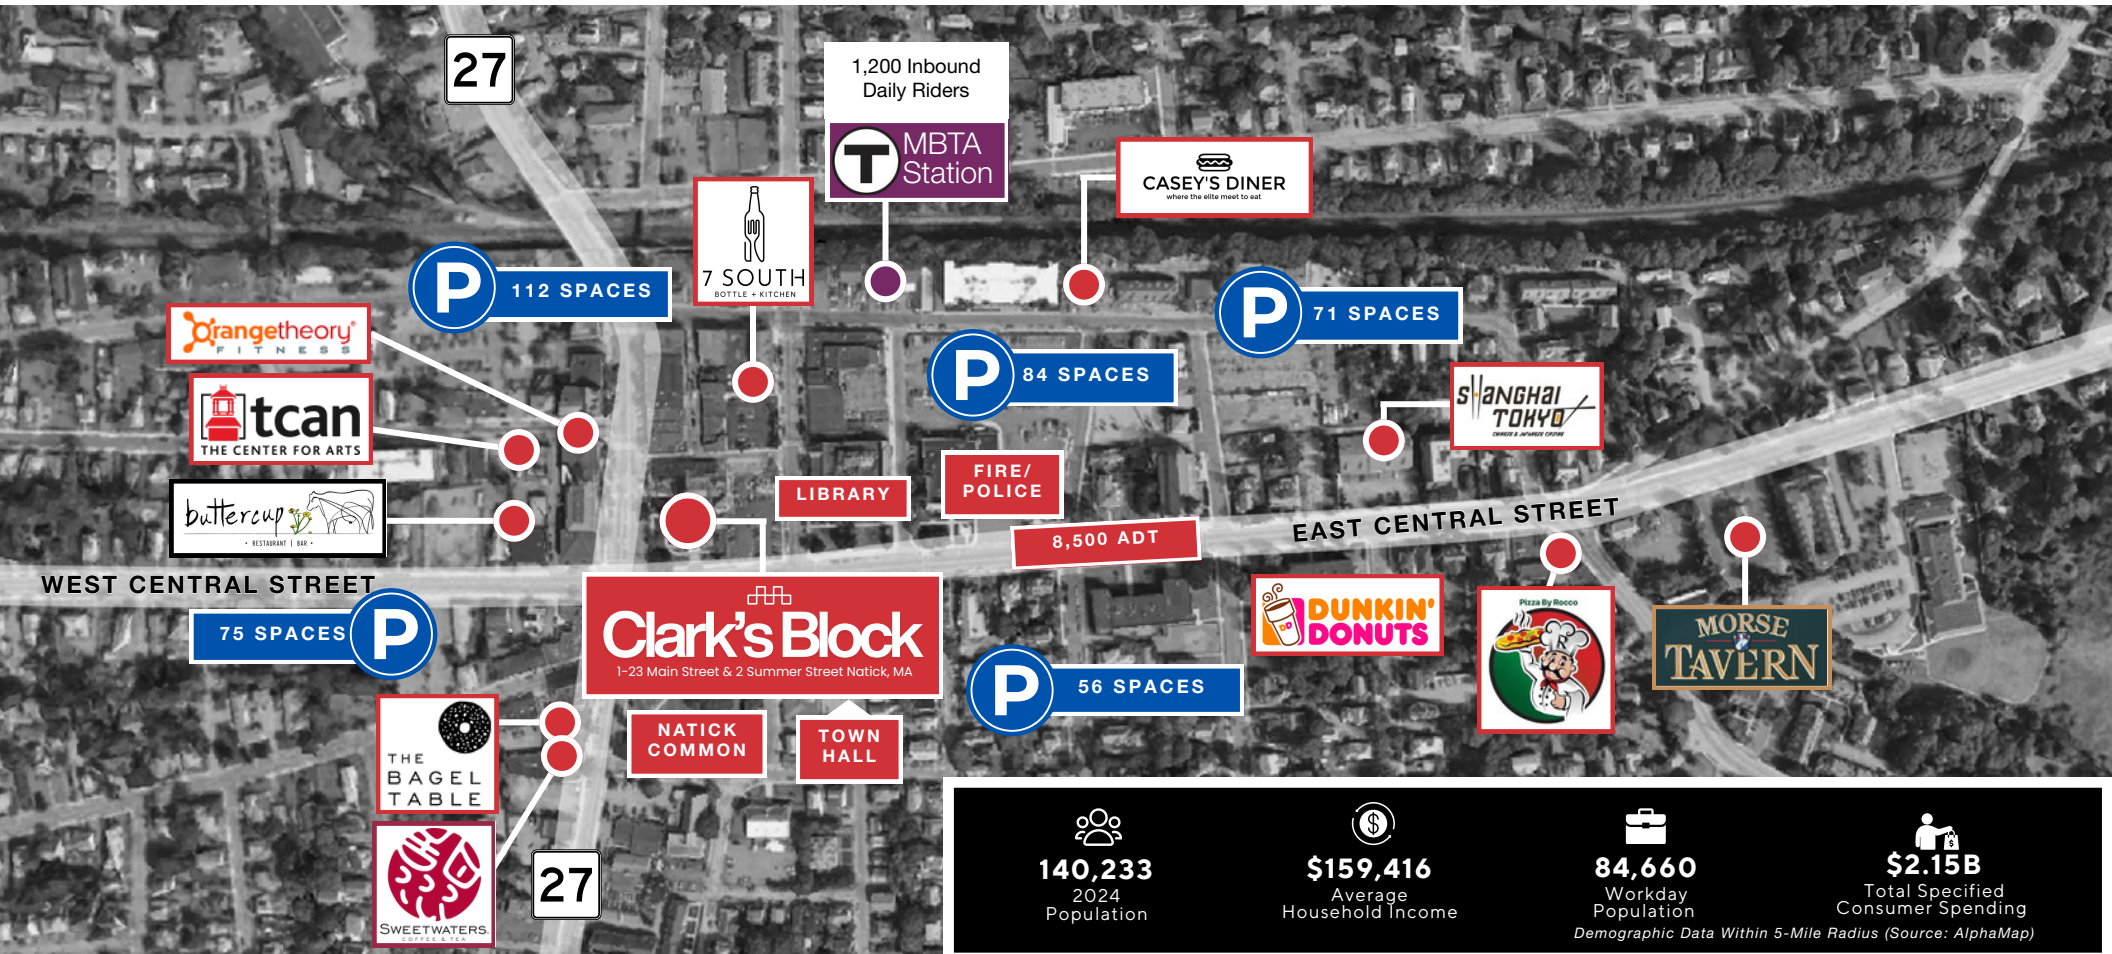 27
1,200 Inbound
Daily Riders
T
MBTA
Station
CASEY'S DINER
where the elite meet to eat
7 SOUTH
BOTTLE + KITCHEN
P
112 SPACES
P
71 SPACES
orangetheory®
FITNESS
P
84 SPACES
tcan
THE CENTER FOR ARTS
SHANGHAI
TOKYO
CHINESE & JAPANESE CUISINE
buttercup
• RESTAURANT | BAR •
LIBRARY
FIRE/
POLICE
8,500 ADT
EAST CENTRAL STREET
WEST CENTRAL STREET
75 SPACES
P
Clark's Block
1-23 Main Street & 2 Summer Street Natick, MA
DUNKIN'
DONUTS
DD
Pizza By Rocco
R
MORSE
TAVERN
P
56 SPACES
NATICK
COMMON
TOWN
HALL
THE
BAGEL
TABLE
SWEETWATERS
COFFEE & TEA
27
140,233
2024
Population
$159,416
Average
Household Income
84,660
Workday
Population
$2.15B
Total Specified
Consumer Spending
Demographic Data Within 5-Mile Radius (Source: AlphaMap)